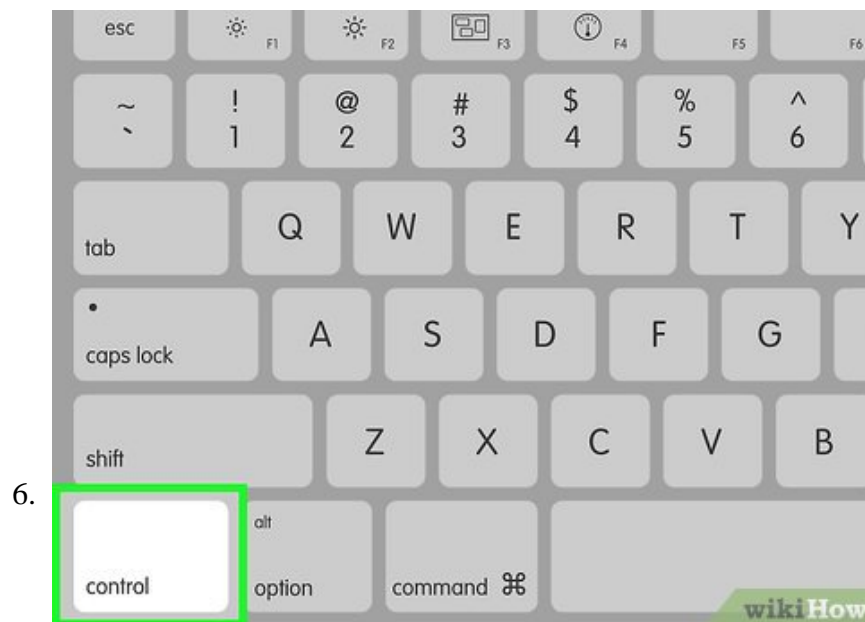 esc F1 F2 F3 F4 F5 F6
~ ! @ # $ % ^
` 1 2 3 4 5 6
tab Q W E R T Y
caps lock A S D F G
shift Z X C V B
6.
alt
control option command ⌘
wikiHow